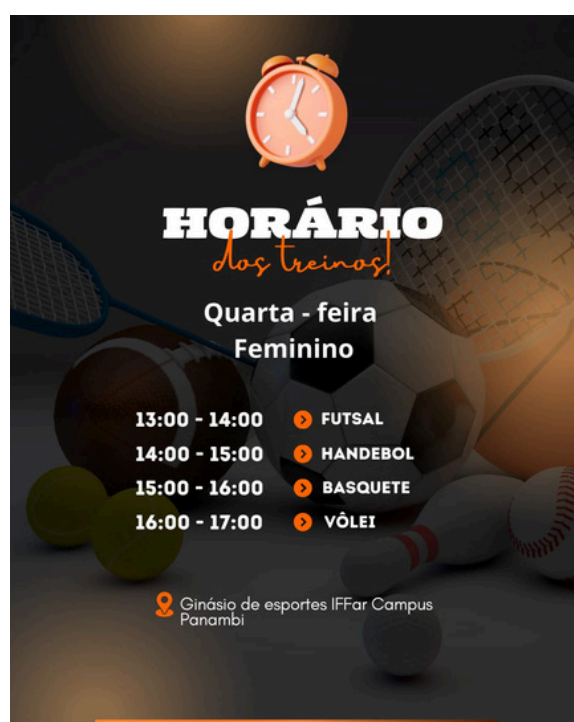 HORÁRIO
dos treinos!
Quarta - feira
Feminino
13:00 - 14:00 FUTSAL
14:00 - 15:00 HANDEBOL
15:00 - 16:00 BASQUETE
16:00 - 17:00 VÔLEI
Ginásio de esportes IFFar Campus
Panambi